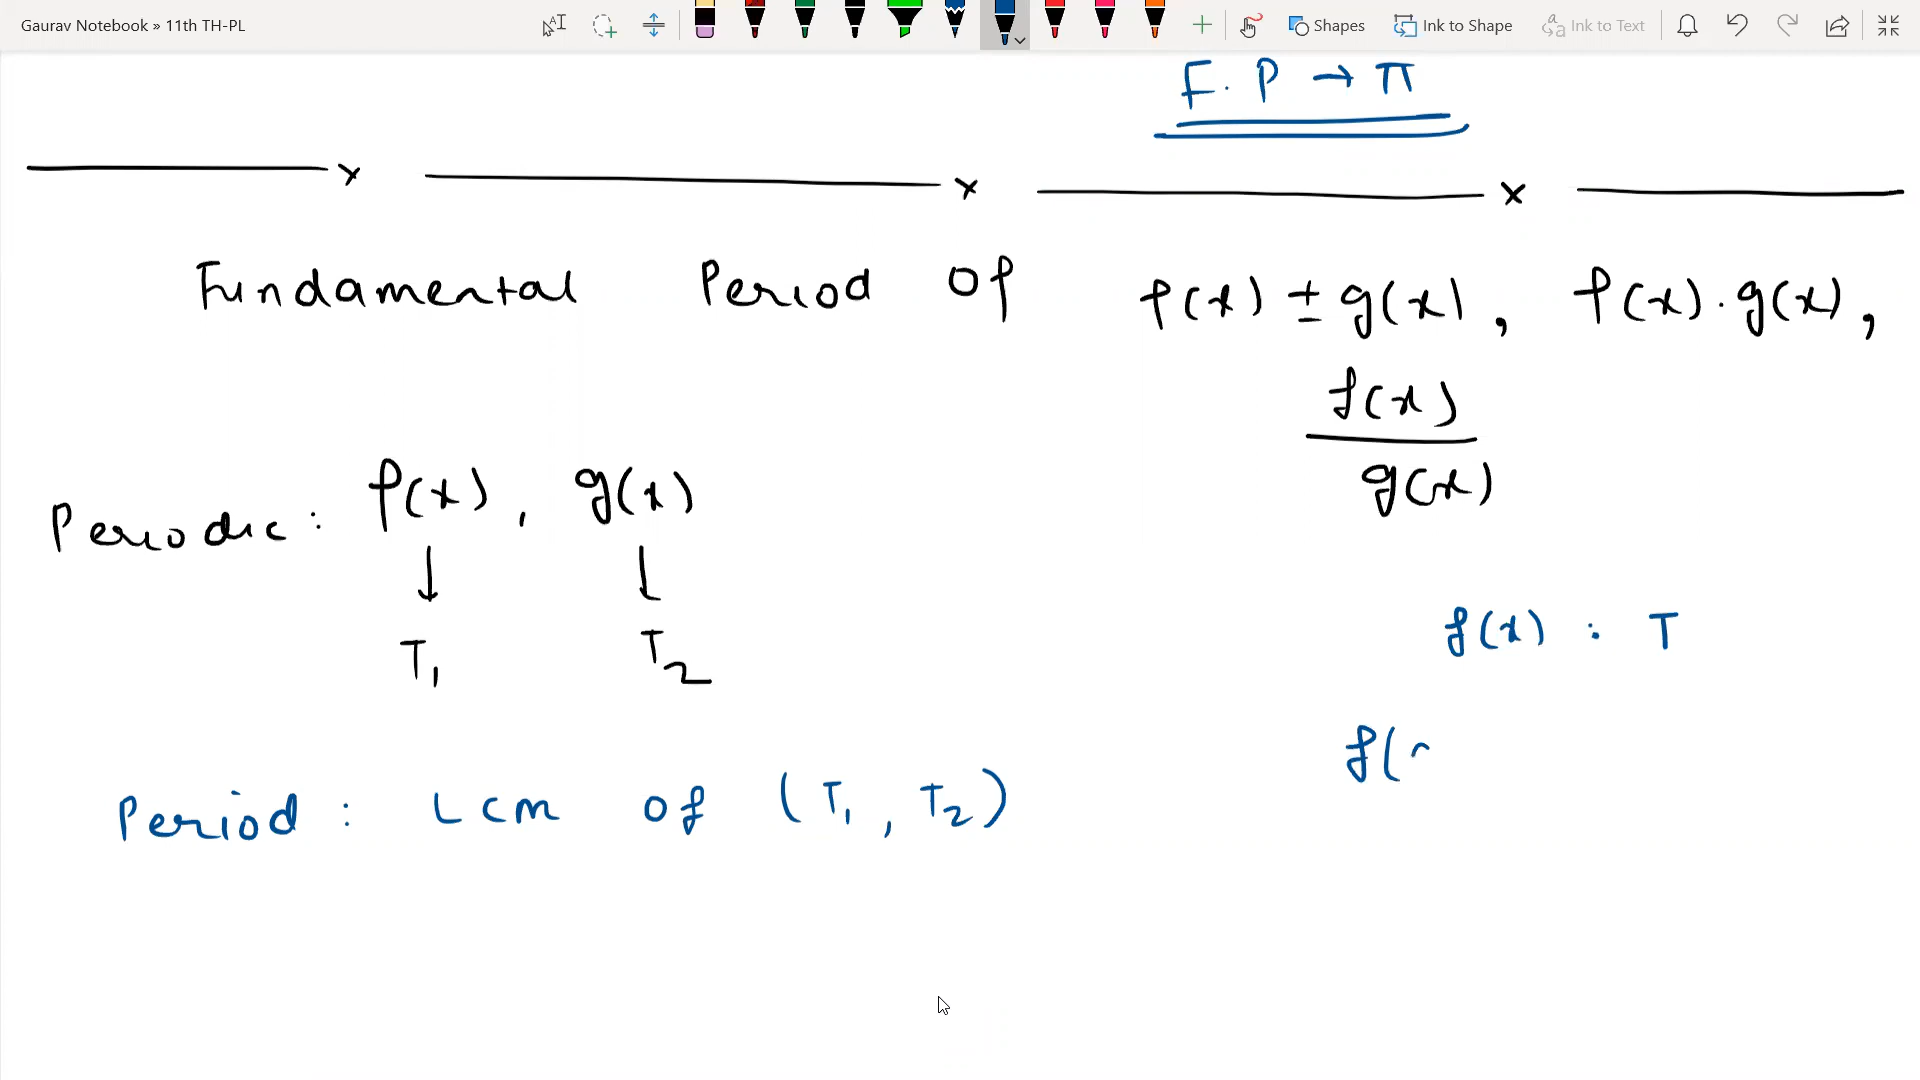 Gaurav Notebook » 11th TH-PL
Shapes
Ink to Shape
Ink to Text
F.P → π
Fundamental Period of f(x) ± g(x), f(x).g(x),
f(x)
g(x)
Periodic: f(x), g(x)
↓ ↓
T₁ T₂
f(x) : T
f(
Period : LCM of (T₁, T₂)